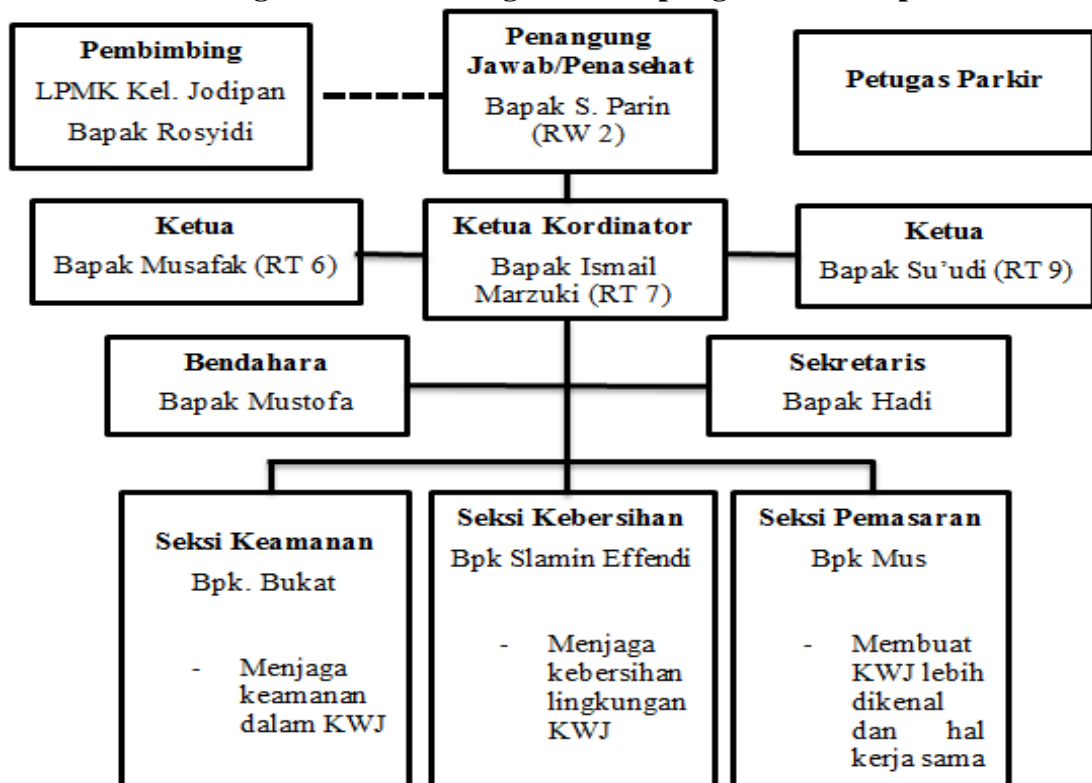 Pembimbing
LPMK Kel. Jodipan
Bapak Rosyidi
Penangung
Jawab/Penasehat
Bapak S. Parin
(RW 2)
Petugas Parkir
Ketua
Bapak Musafak (RT 6)
Ketua Kordinator
Bapak Ismail
Marzuki (RT 7)
Ketua
Bapak Su’udi (RT 9)
Bendahara
Bapak Mustofa
Sekretaris
Bapak Hadi
Seksi Keamanan
Bpk. Bukat
- Menjaga
keamanan
dalam KWJ
Seksi Kebersihan
Bpk Slamin Effendi
- Menjaga
kebersihan
lingkungan
KWJ
Seksi Pemasaran
Bpk Mus
- Membuat
KWJ lebih
dikenal
dan hal
kerja sama